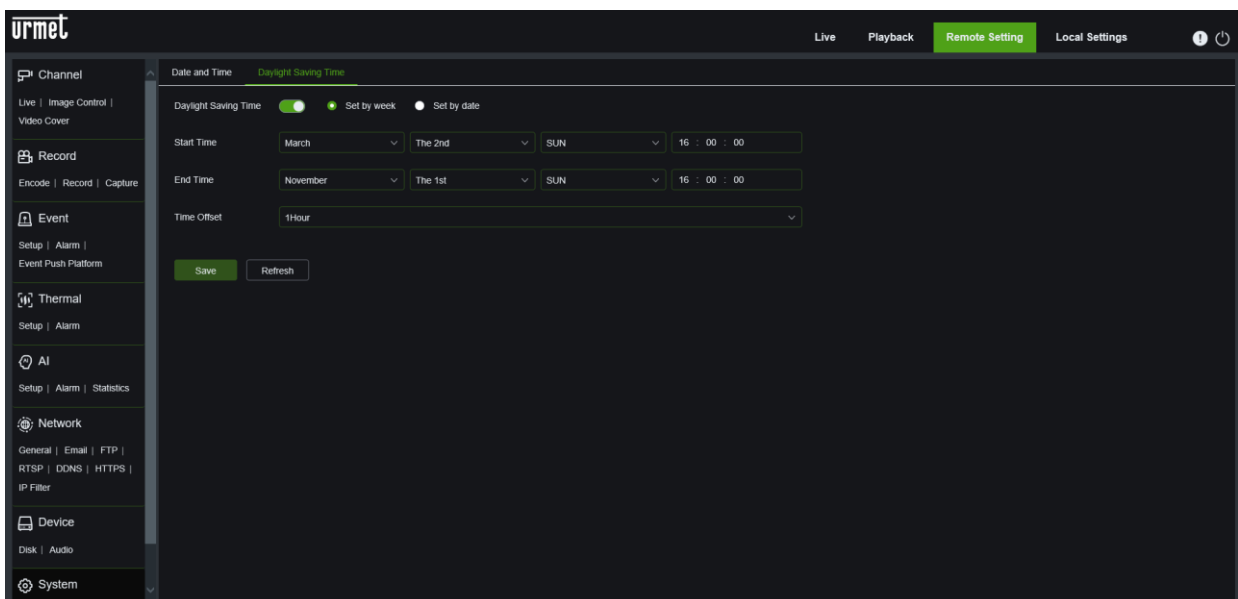 urmet
Live Playback Remote Setting Local Settings
Channel
Live | Image Control |
Video Cover
Record
Encode | Record | Capture
Event
Setup | Alarm |
Event Push Platform
Thermal
Setup | Alarm
AI
Setup | Alarm | Statistics
Network
General | Email | FTP |
RTSP | DDNS | HTTPS |
IP Filter
Device
Disk | Audio
System
Date and Time Daylight Saving Time
Daylight Saving Time Set by week Set by date
Start Time March The 2nd SUN 16 : 00 : 00
End Time November The 1st SUN 16 : 00 : 00
Time Offset 1Hour
Save Refresh